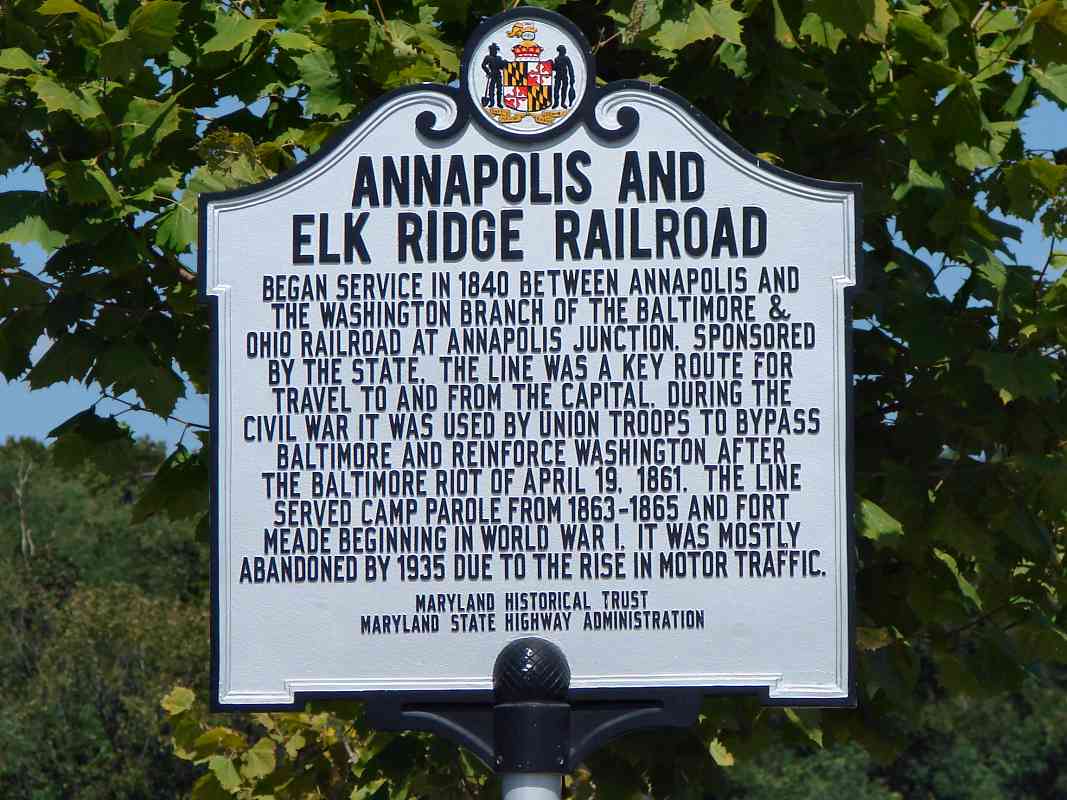 ANNAPOLIS AND
ELK RIDGE RAILROAD
BEGAN SERVICE IN 1840 BETWEEN ANNAPOLIS AND
THE WASHINGTON BRANCH OF THE BALTIMORE &
OHIO RAILROAD AT ANNAPOLIS JUNCTION. SPONSORED
BY THE STATE, THE LINE WAS A KEY ROUTE FOR
TRAVEL TO AND FROM THE CAPITAL. DURING THE
CIVIL WAR IT WAS USED BY UNION TROOPS TO BYPASS
BALTIMORE AND REINFORCE WASHINGTON AFTER
THE BALTIMORE RIOT OF APRIL 19, 1861. THE LINE
SERVED CAMP PAROLE FROM 1863-1865 AND FORT
MEADE BEGINNING IN WORLD WAR I. IT WAS MOSTLY
ABANDONED BY 1935 DUE TO THE RISE IN MOTOR TRAFFIC.
MARYLAND HISTORICAL TRUST
MARYLAND STATE HIGHWAY ADMINISTRATION